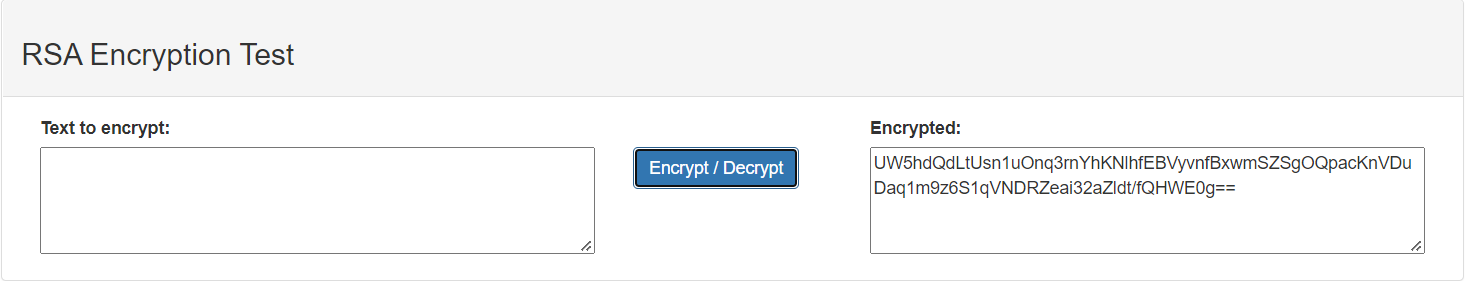 RSA Encryption Test
Text to encrypt:
Encrypt / Decrypt
Encrypted:
UW5hdQdLtUsn1uOnq3rnYhKNlhfEBVyvnfBxwmSZSgOQpacKnVDu
Daq1m9z6S1qVNDRZeai32aZldt/fQHWE0g==